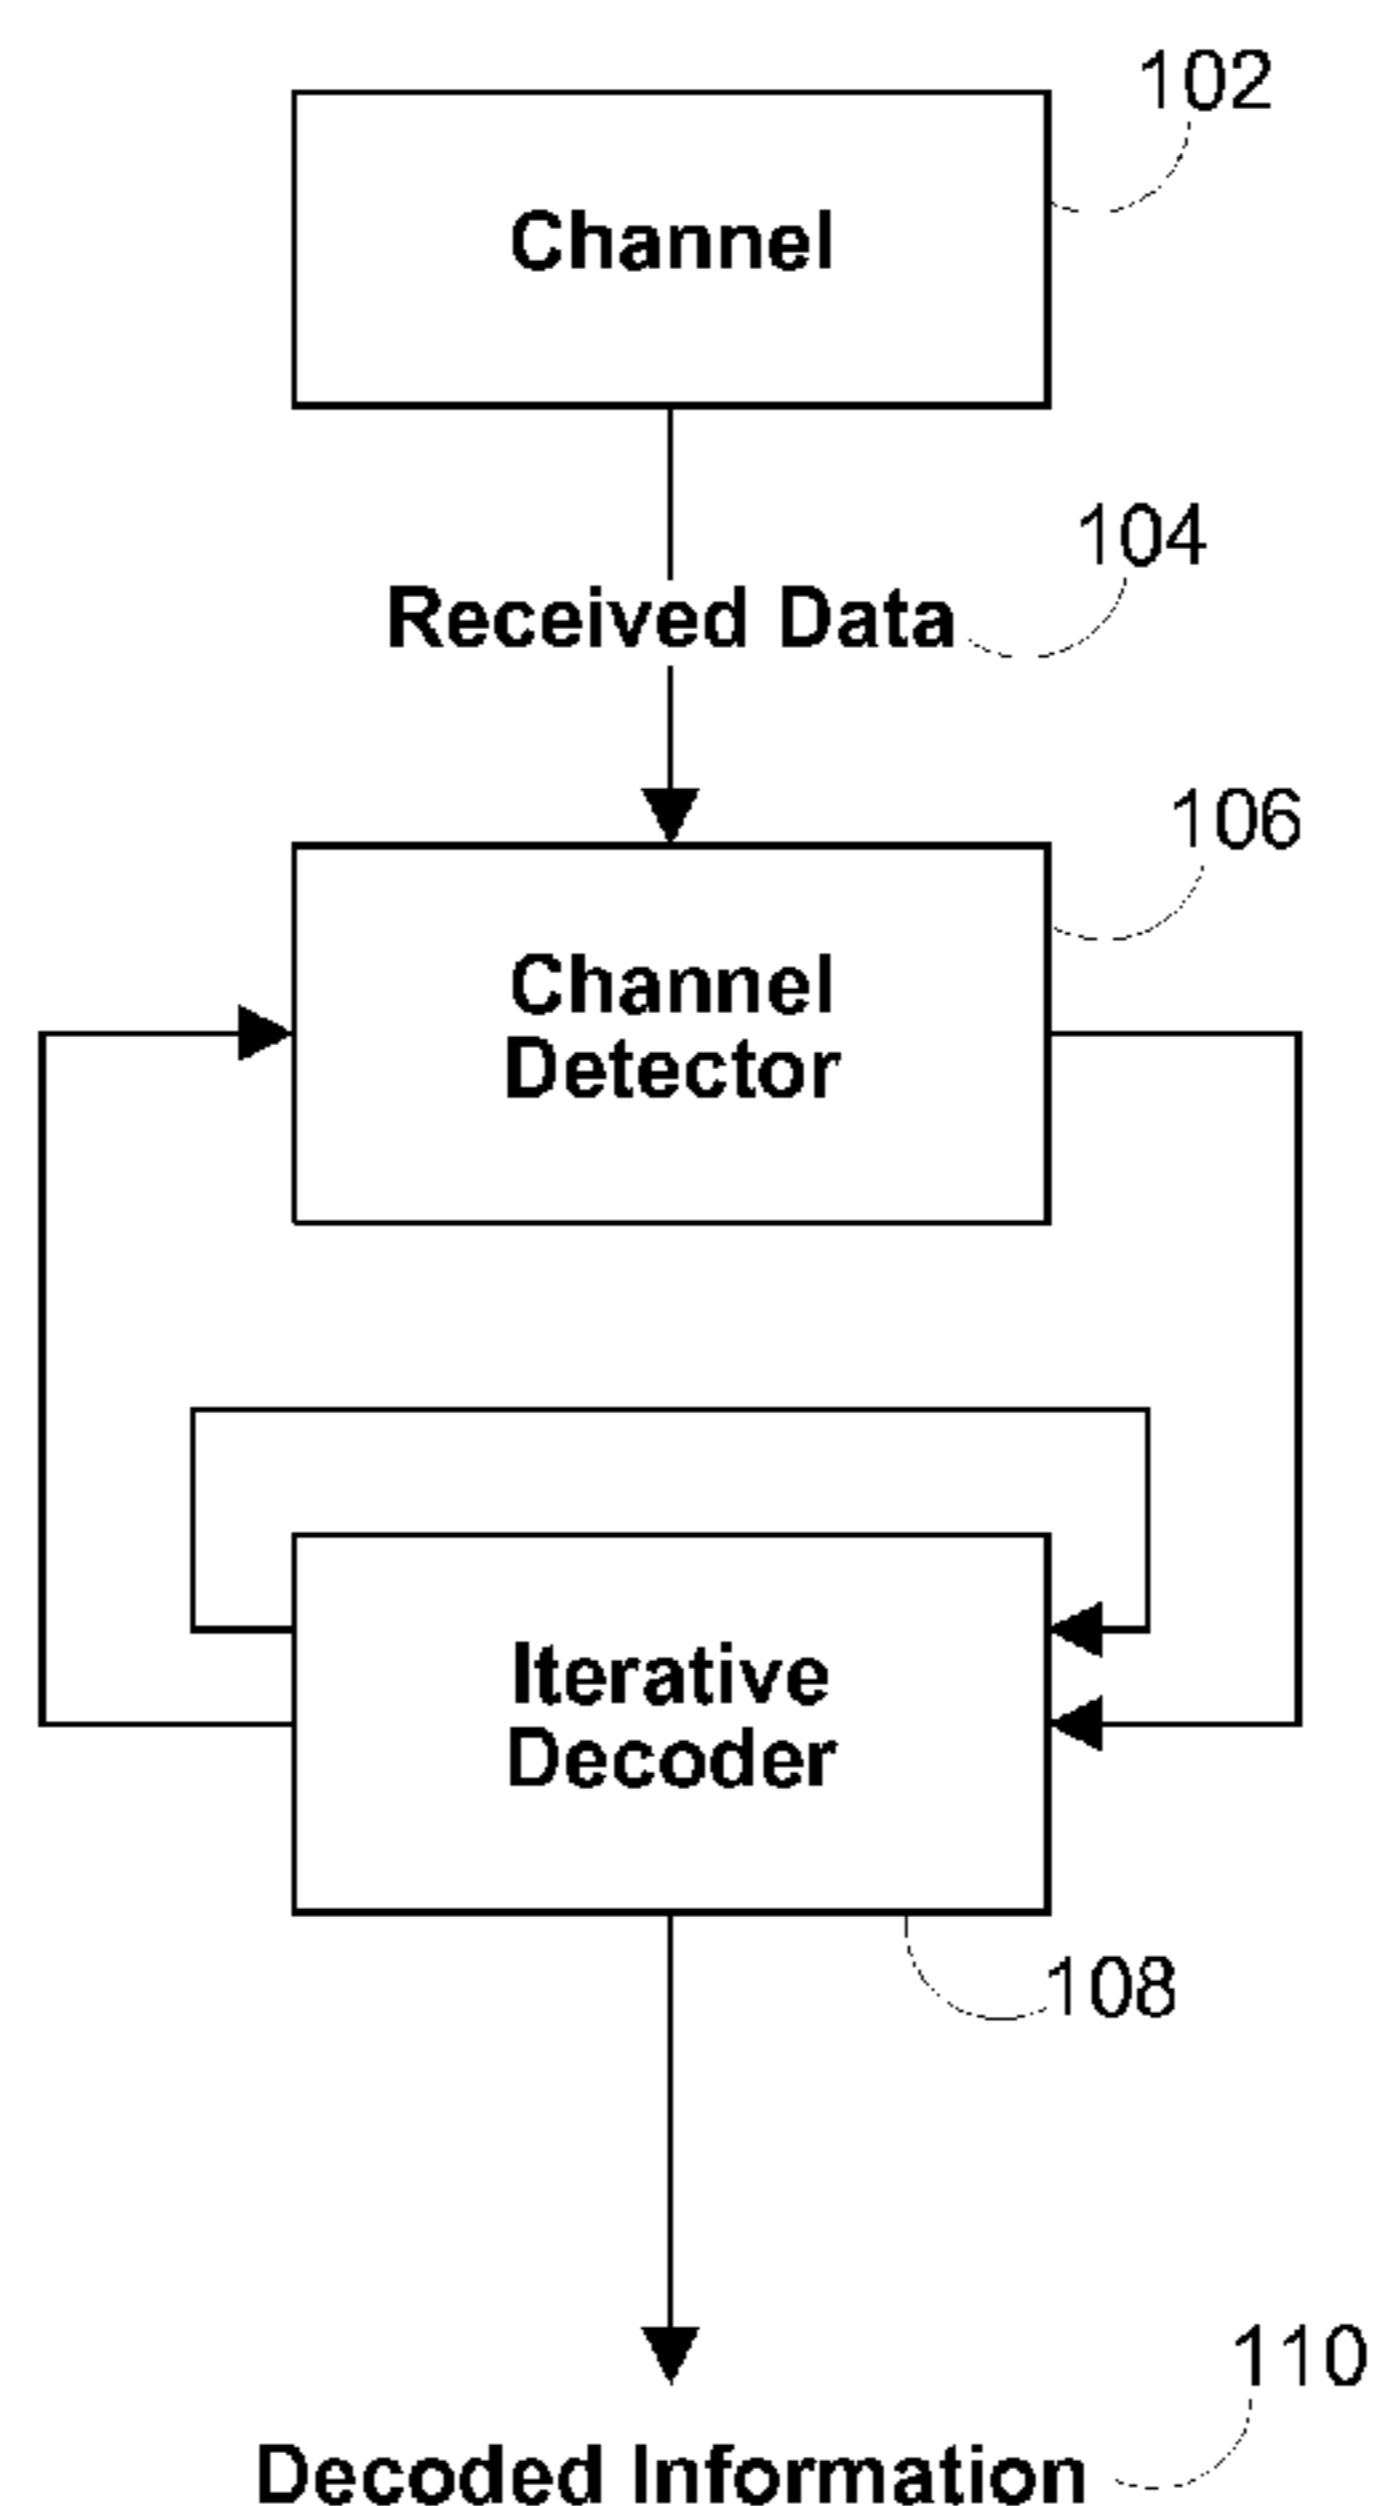 102
Channel
104
Received Data
106
Channel
Detector
Iterative
Decoder
108
110
Decoded Information